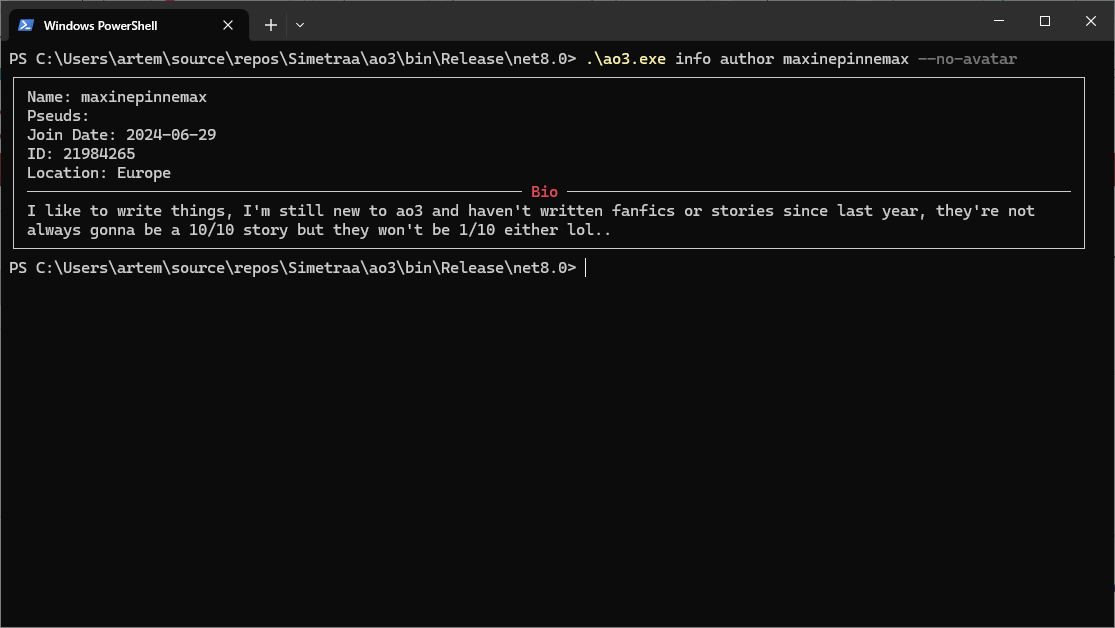 Windows PowerShell
PS C:\Users\artem\source\repos\Simetraa\ao3\bin\Release\net8.0> .\ao3.exe info author maxinepinnemax --no-avatar
Name: maxinepinnemax
Pseuds:
Join Date: 2024-06-29
ID: 21984265
Location: Europe
Bio
I like to write things, I'm still new to ao3 and haven't written fanfics or stories since last year, they're not
always gonna be a 10/10 story but they won't be 1/10 either lol..
PS C:\Users\artem\source\repos\Simetraa\ao3\bin\Release\net8.0>